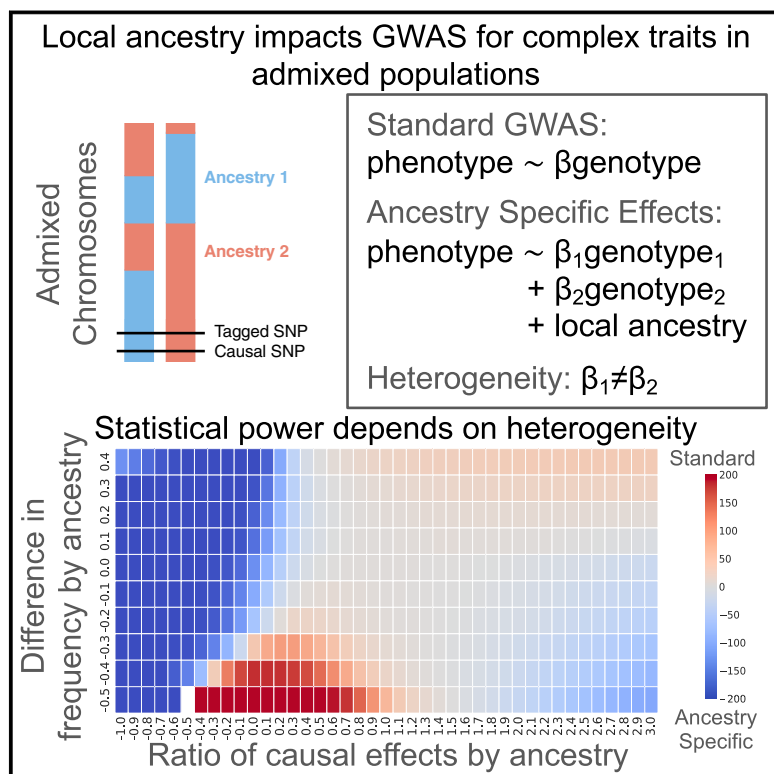 Local ancestry impacts GWAS for complex traits in
admixed populations
Admixed
Chromosomes
Ancestry 1
Ancestry 2
Tagged SNP
Causal SNP
Standard GWAS:
phenotype ~ βgenotype
Ancestry Specific Effects:
phenotype ~ β₁genotype₁
+ β₂genotype₂
+ local ancestry
Heterogeneity: β₁≠β₂
Statistical power depends on heterogeneity
Difference in
frequency by ancestry
0.4
0.3
0.2
0.1
0.0
-0.1
-0.2
-0.3
-0.4
-0.5
-1.0 -0.9 -0.8 -0.7 -0.6 -0.5 -0.4 -0.3 -0.2 -0.1 0.0 0.1 0.2 0.3 0.4 0.5 0.6 0.7 0.8 0.9 1.0 1.1 1.2 1.3 1.4 1.5 1.6 1.7 1.8 1.9 2.0 2.1 2.2 2.3 2.4 2.5 2.6 2.7 2.8 2.9 3.0
Ratio of causal effects by ancestry
Standard
200
150
100
50
0
−50
−100
−150
−200
Ancestry
Specific